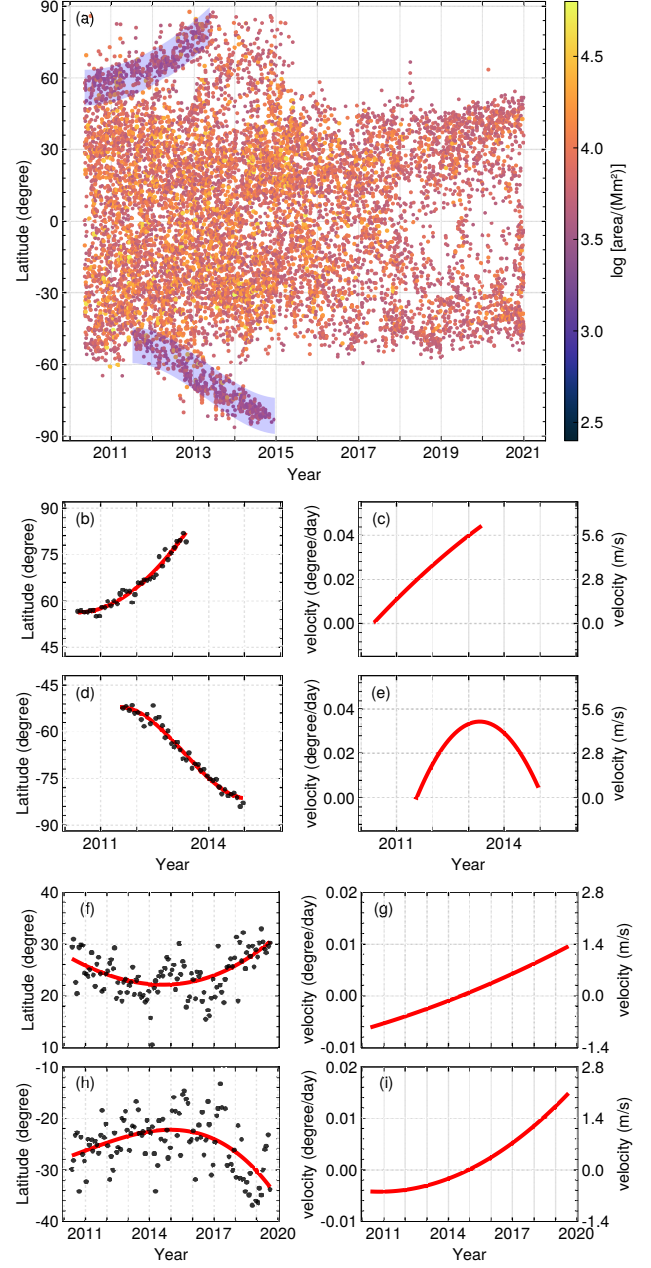 (a)
90
60
30
0
-30
-60
-90
Latitude (degree)
2011
2013
2015
2017
2019
2021
Year
4.5
4.0
3.5
3.0
2.5
log [area/(Mm²)]
(b)
90
75
60
45
Latitude (degree)
(c)
0.04
0.02
0.00
velocity (degree/day)
5.6
2.8
0.0
velocity (m/s)
(d)
-45
-60
-75
-90
Latitude (degree)
2011
2014
Year
(e)
0.04
0.02
0.00
velocity (degree/day)
5.6
2.8
0.0
velocity (m/s)
2011
2014
Year
(f)
40
30
20
10
Latitude (degree)
(g)
0.02
0.01
0.00
-0.01
velocity (degree/day)
2.8
1.4
0.0
-1.4
velocity (m/s)
(h)
-10
-20
-30
-40
Latitude (degree)
2011
2014
2017
2020
Year
(i)
0.02
0.01
0.00
-0.01
velocity (degree/day)
2.8
1.4
0.0
-1.4
velocity (m/s)
2011
2014
2017
2020
Year